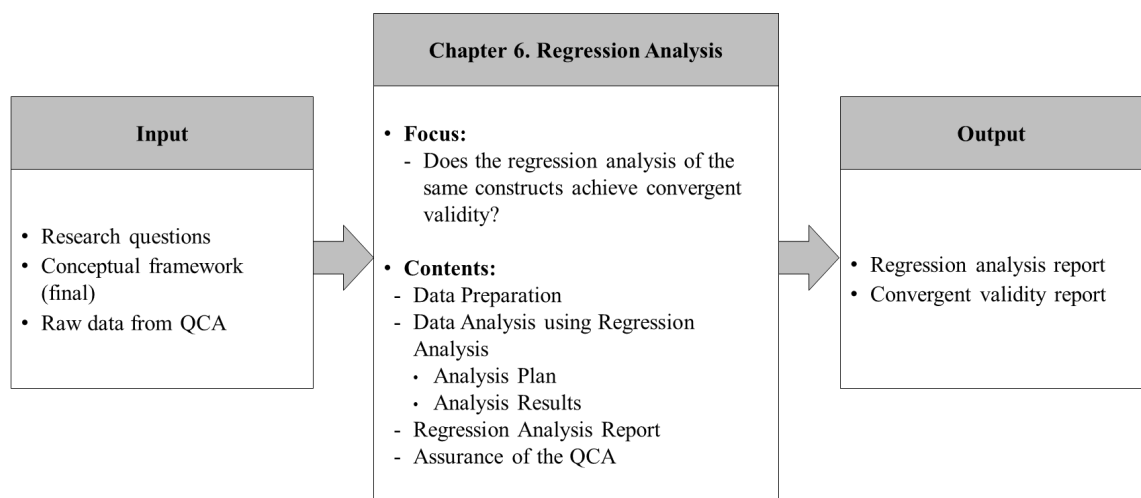 Input
• Research questions
• Conceptual framework
(final)
• Raw data from QCA
Chapter 6. Regression Analysis
• Focus:
- Does the regression analysis of the
same constructs achieve convergent
validity?
• Contents:
- Data Preparation
- Data Analysis using Regression
Analysis
• Analysis Plan
• Analysis Results
- Regression Analysis Report
- Assurance of the QCA
Output
• Regression analysis report
• Convergent validity report